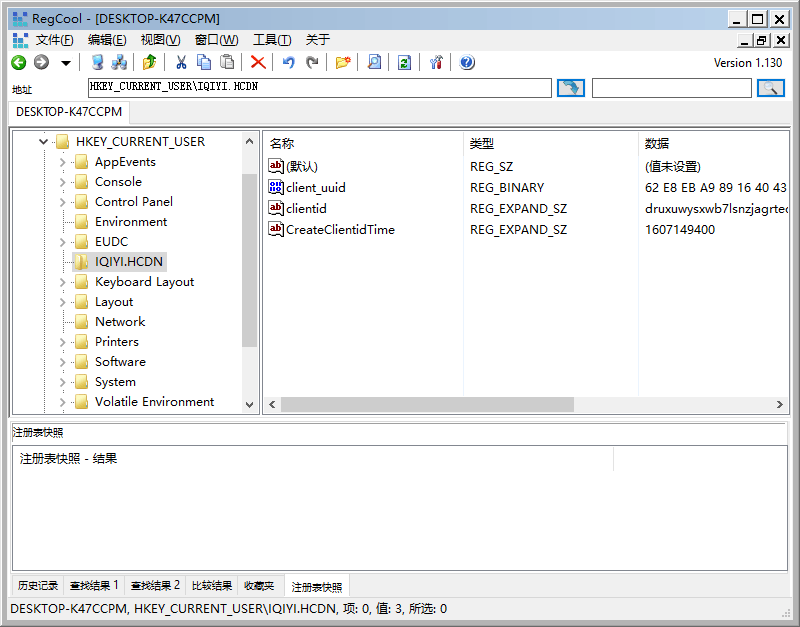 RegCool - [DESKTOP-K47CCPM]
文件(F) 编辑(E) 视图(V) 窗口(W) 工具(T) 关于
Version 1.130
地址 HKEY_CURRENT_USER\IQIYI.HCDN
DESKTOP-K47CCPM
HKEY_CURRENT_USER
AppEvents
Console
Control Panel
Environment
EUDC
IQIYI.HCDN
Keyboard Layout
Layout
Network
Printers
Software
System
Volatile Environment
名称 类型 数据
(默认) REG_SZ (值未设置)
client_uuid REG_BINARY 62 E8 EB A9 89 16 40 43
clientid REG_EXPAND_SZ druxuwysxwb7lsnzjagrtec
CreateClientidTime REG_EXPAND_SZ 1607149400
注册表快照
注册表快照 - 结果
历史记录 查找结果 1 查找结果 2 比较结果 收藏夹 注册表快照
DESKTOP-K47CCPM, HKEY_CURRENT_USER\IQIYI.HCDN, 项: 0, 值: 3, 所选: 0